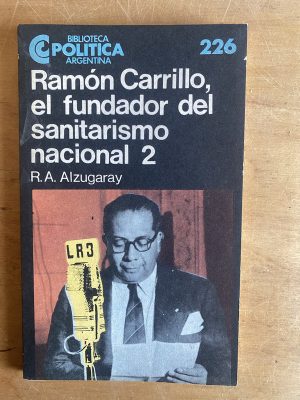 BIBLIOTECA
POLITICA
ARGENTINA
226
Ramón Carrillo,
el fundador del
sanitarismo
nacional 2
R.A. Alzugaray
LR3